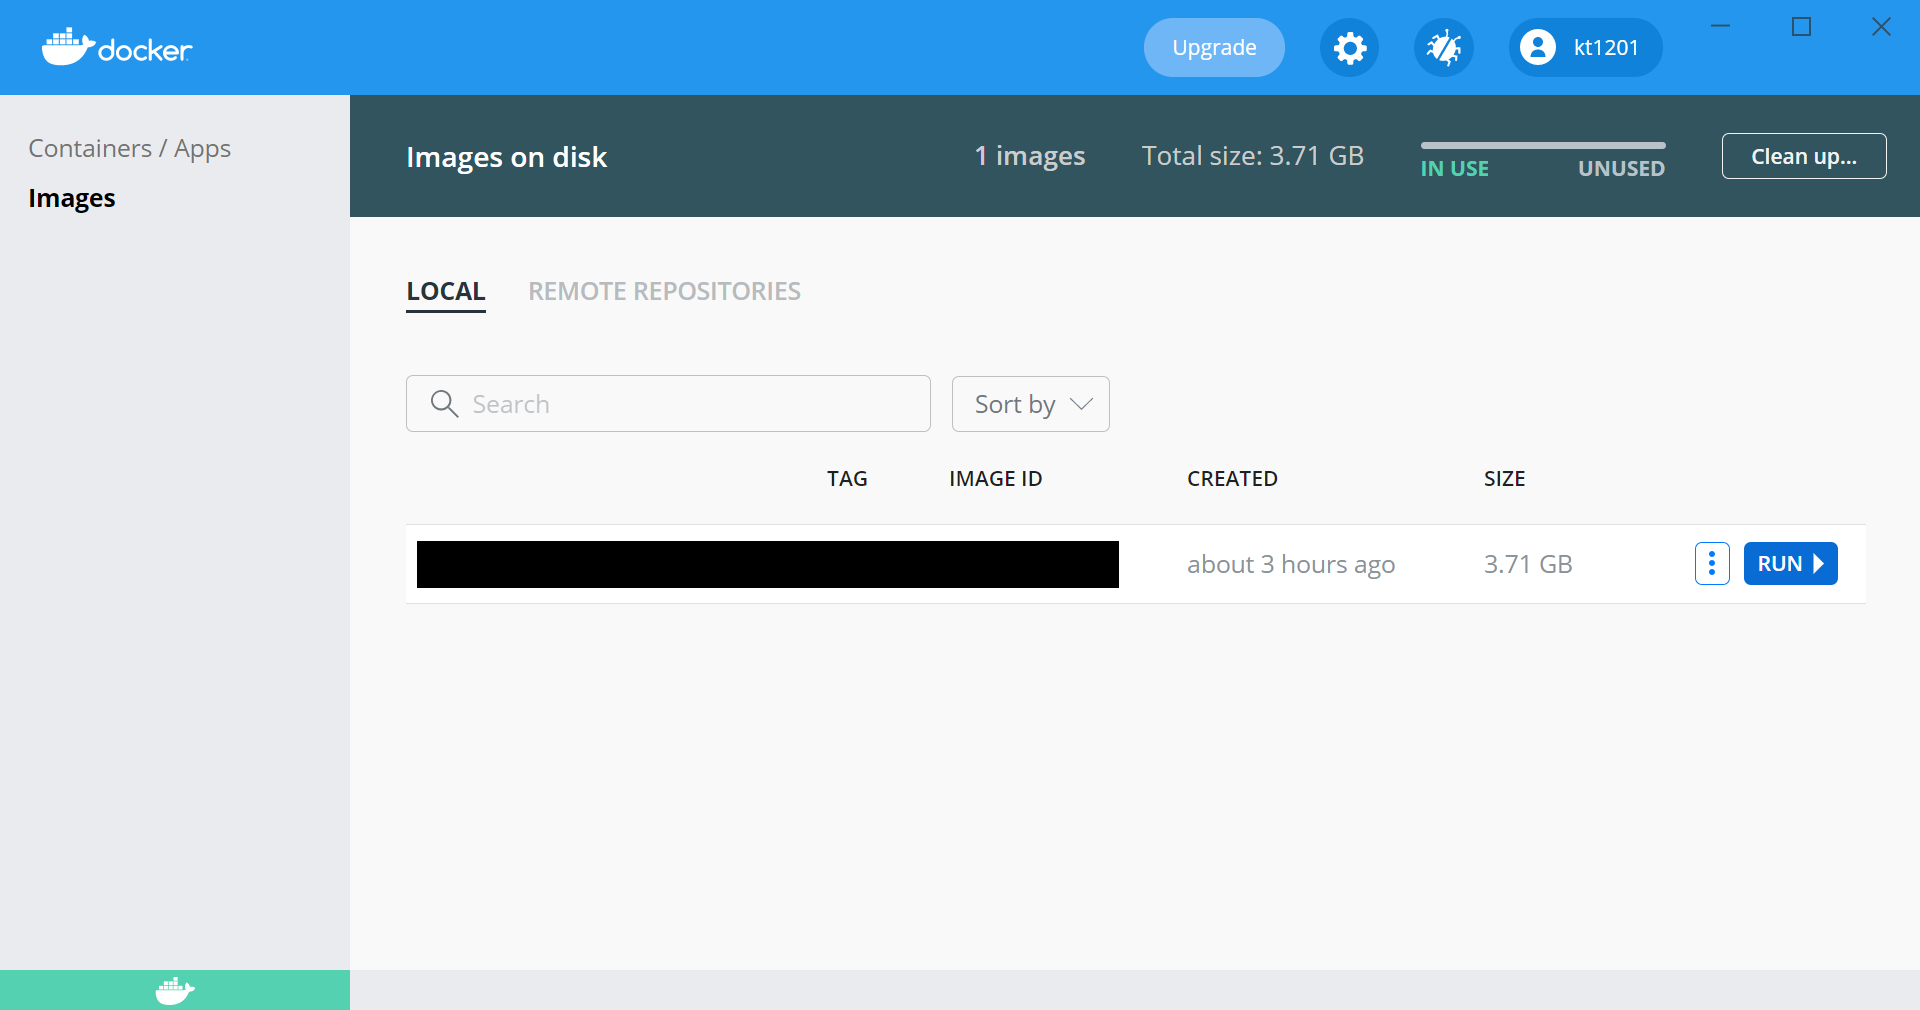 docker
Upgrade
kt1201
Containers / Apps
Images
Images on disk
1 images
Total size: 3.71 GB
IN USE
UNUSED
Clean up...
LOCAL
REMOTE REPOSITORIES
Search
Sort by
TAG
IMAGE ID
CREATED
SIZE
about 3 hours ago
3.71 GB
RUN